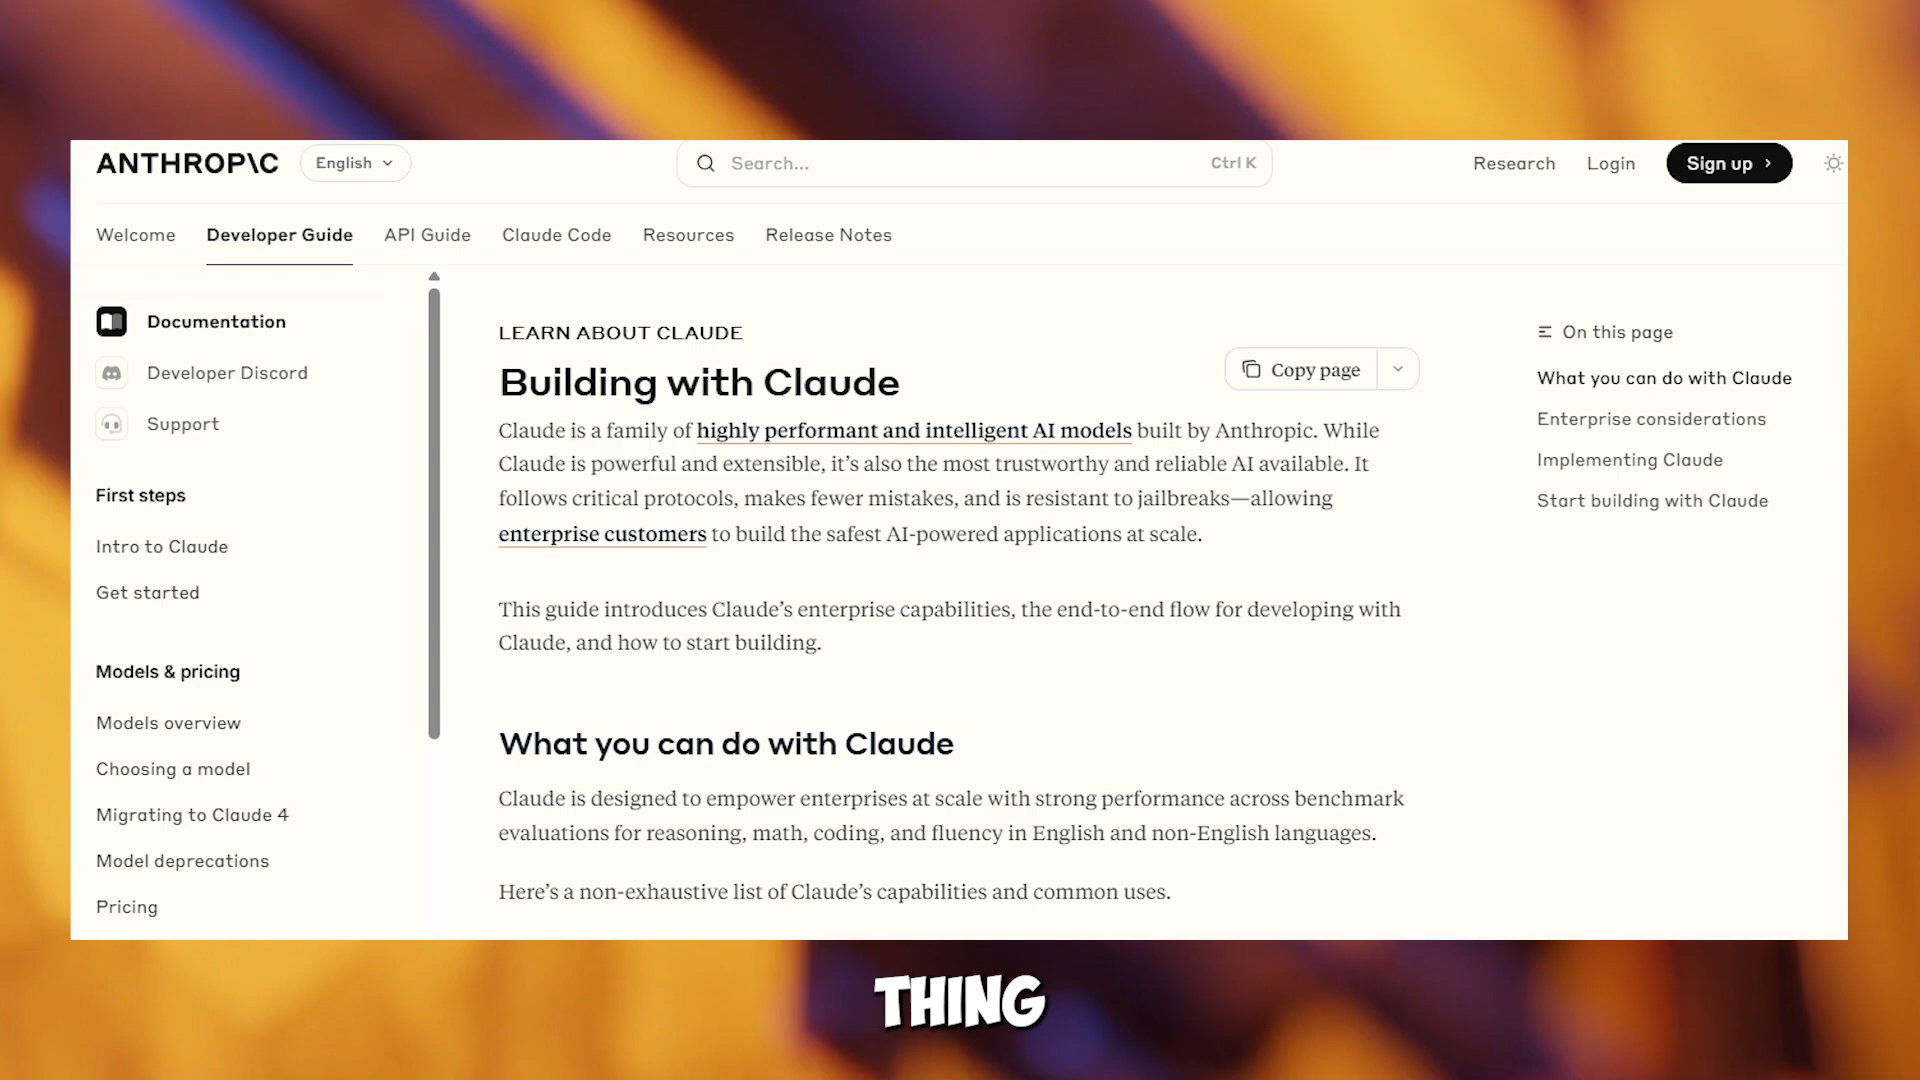 ANTHROP\C
English
Search...
Ctrl K
Research
Login
Sign up
Welcome
Developer Guide
API Guide
Claude Code
Resources
Release Notes
Documentation
Developer Discord
Support
First steps
Intro to Claude
Get started
Models & pricing
Models overview
Choosing a model
Migrating to Claude 4
Model deprecations
Pricing
LEARN ABOUT CLAUDE
Building with Claude
Copy page
Claude is a family of highly performant and intelligent AI models built by Anthropic. While
Claude is powerful and extensible, it’s also the most trustworthy and reliable AI available. It
follows critical protocols, makes fewer mistakes, and is resistant to jailbreaks—allowing
enterprise customers to build the safest AI-powered applications at scale.
This guide introduces Claude’s enterprise capabilities, the end-to-end flow for developing with
Claude, and how to start building.
What you can do with Claude
Claude is designed to empower enterprises at scale with strong performance across benchmark
evaluations for reasoning, math, coding, and fluency in English and non-English languages.
Here’s a non-exhaustive list of Claude’s capabilities and common uses.
On this page
What you can do with Claude
Enterprise considerations
Implementing Claude
Start building with Claude
THING